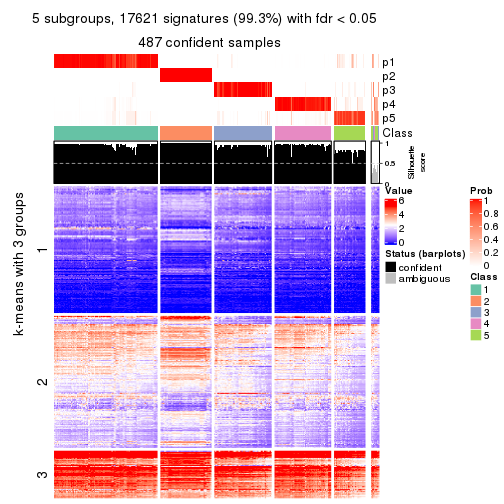 5 subgroups, 17621 signatures (99.3%) with fdr < 0.05
487 confident samples
p1
p2
p3
p4
p5
Class
1
0.5
0
Silhouette
score
k-means with 3 groups
1
2
3
Value
6
4
2
0
Status (barplots)
confident
ambiguous
Prob
1
0.8
0.6
0.4
0.2
0
Class
1
2
3
4
5